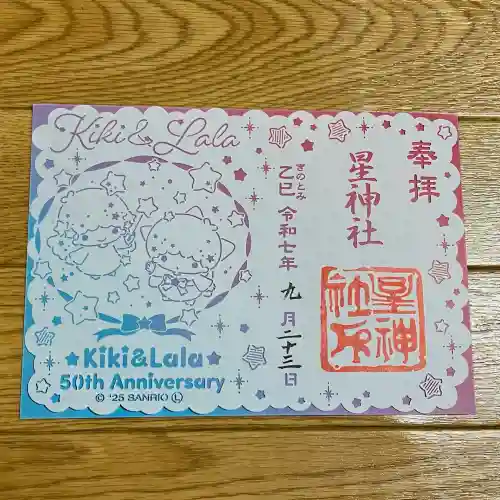 Kiki & Lala
奉拝
星神社
きのとみ
乙巳 令和七年 九月二十三日
星神社印
★Kiki&Lala★
50th Anniversary
© '25 SANRIO Ⓛ